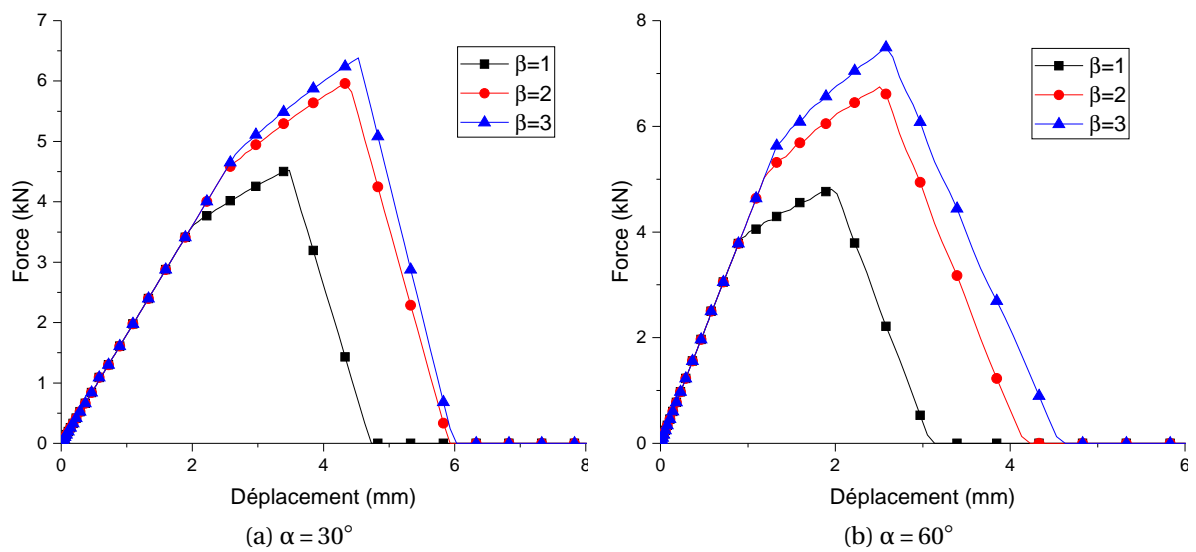 7
6
5
4
3
2
1
0
Force (kN)
β=1
β=2
β=3
0 2 4 6 8
Déplacement (mm)
(a) α = 30°
8
6
4
2
0
Force (kN)
β=1
β=2
β=3
0 2 4 6
Déplacement (mm)
(b) α = 60°